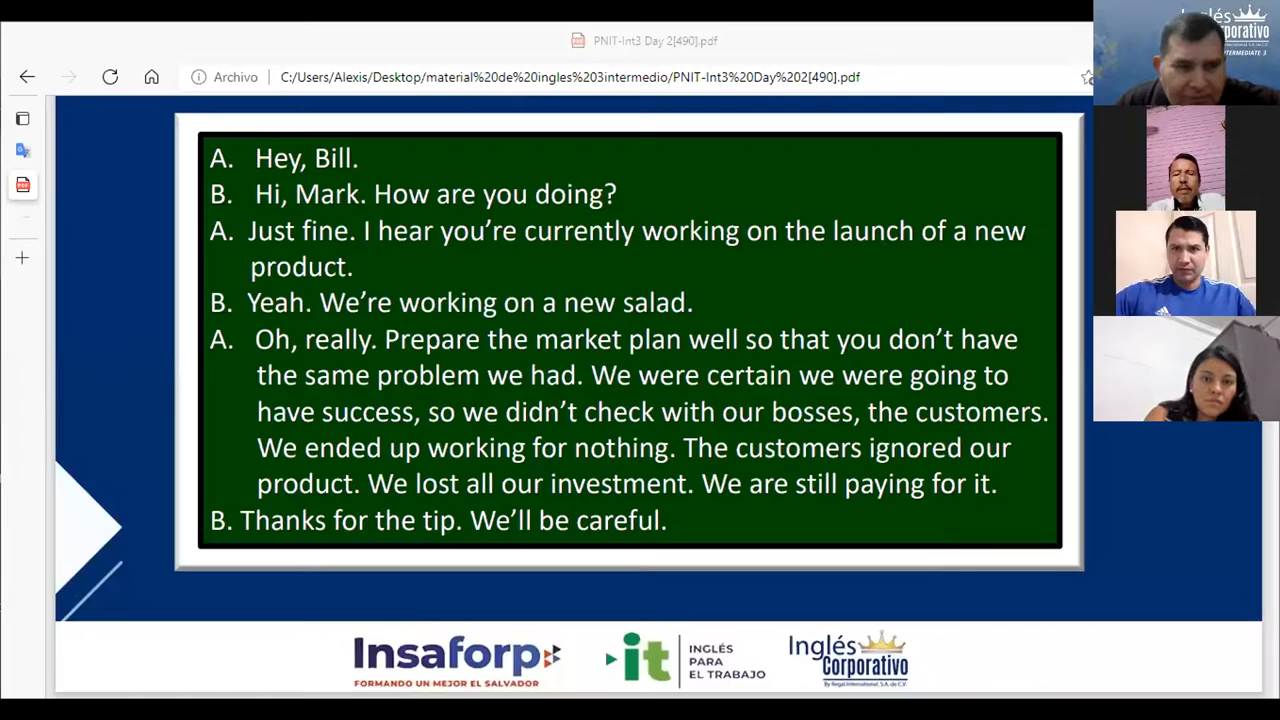 PNIT-Int3 Day 2[490].pdf
Archivo
C:/Users/Alexis/Desktop/material%20de%20ingles%203intermedio/PNIT-Int3%20Day%202[490].pdf
A. Hey, Bill.
B. Hi, Mark. How are you doing?
A. Just fine. I hear you’re currently working on the launch of a new
product.
B. Yeah. We’re working on a new salad.
A. Oh, really. Prepare the market plan well so that you don’t have
the same problem we had. We were certain we were going to
have success, so we didn’t check with our bosses, the customers.
We ended up working for nothing. The customers ignored our
product. We lost all our investment. We are still paying for it.
B. Thanks for the tip. We’ll be careful.
Insaforp
FORMANDO UN MEJOR EL SALVADOR
it
INGLÉS
PARA
EL TRABAJO
Inglés
Corporativo
By Regal International, S.A. de C.V.